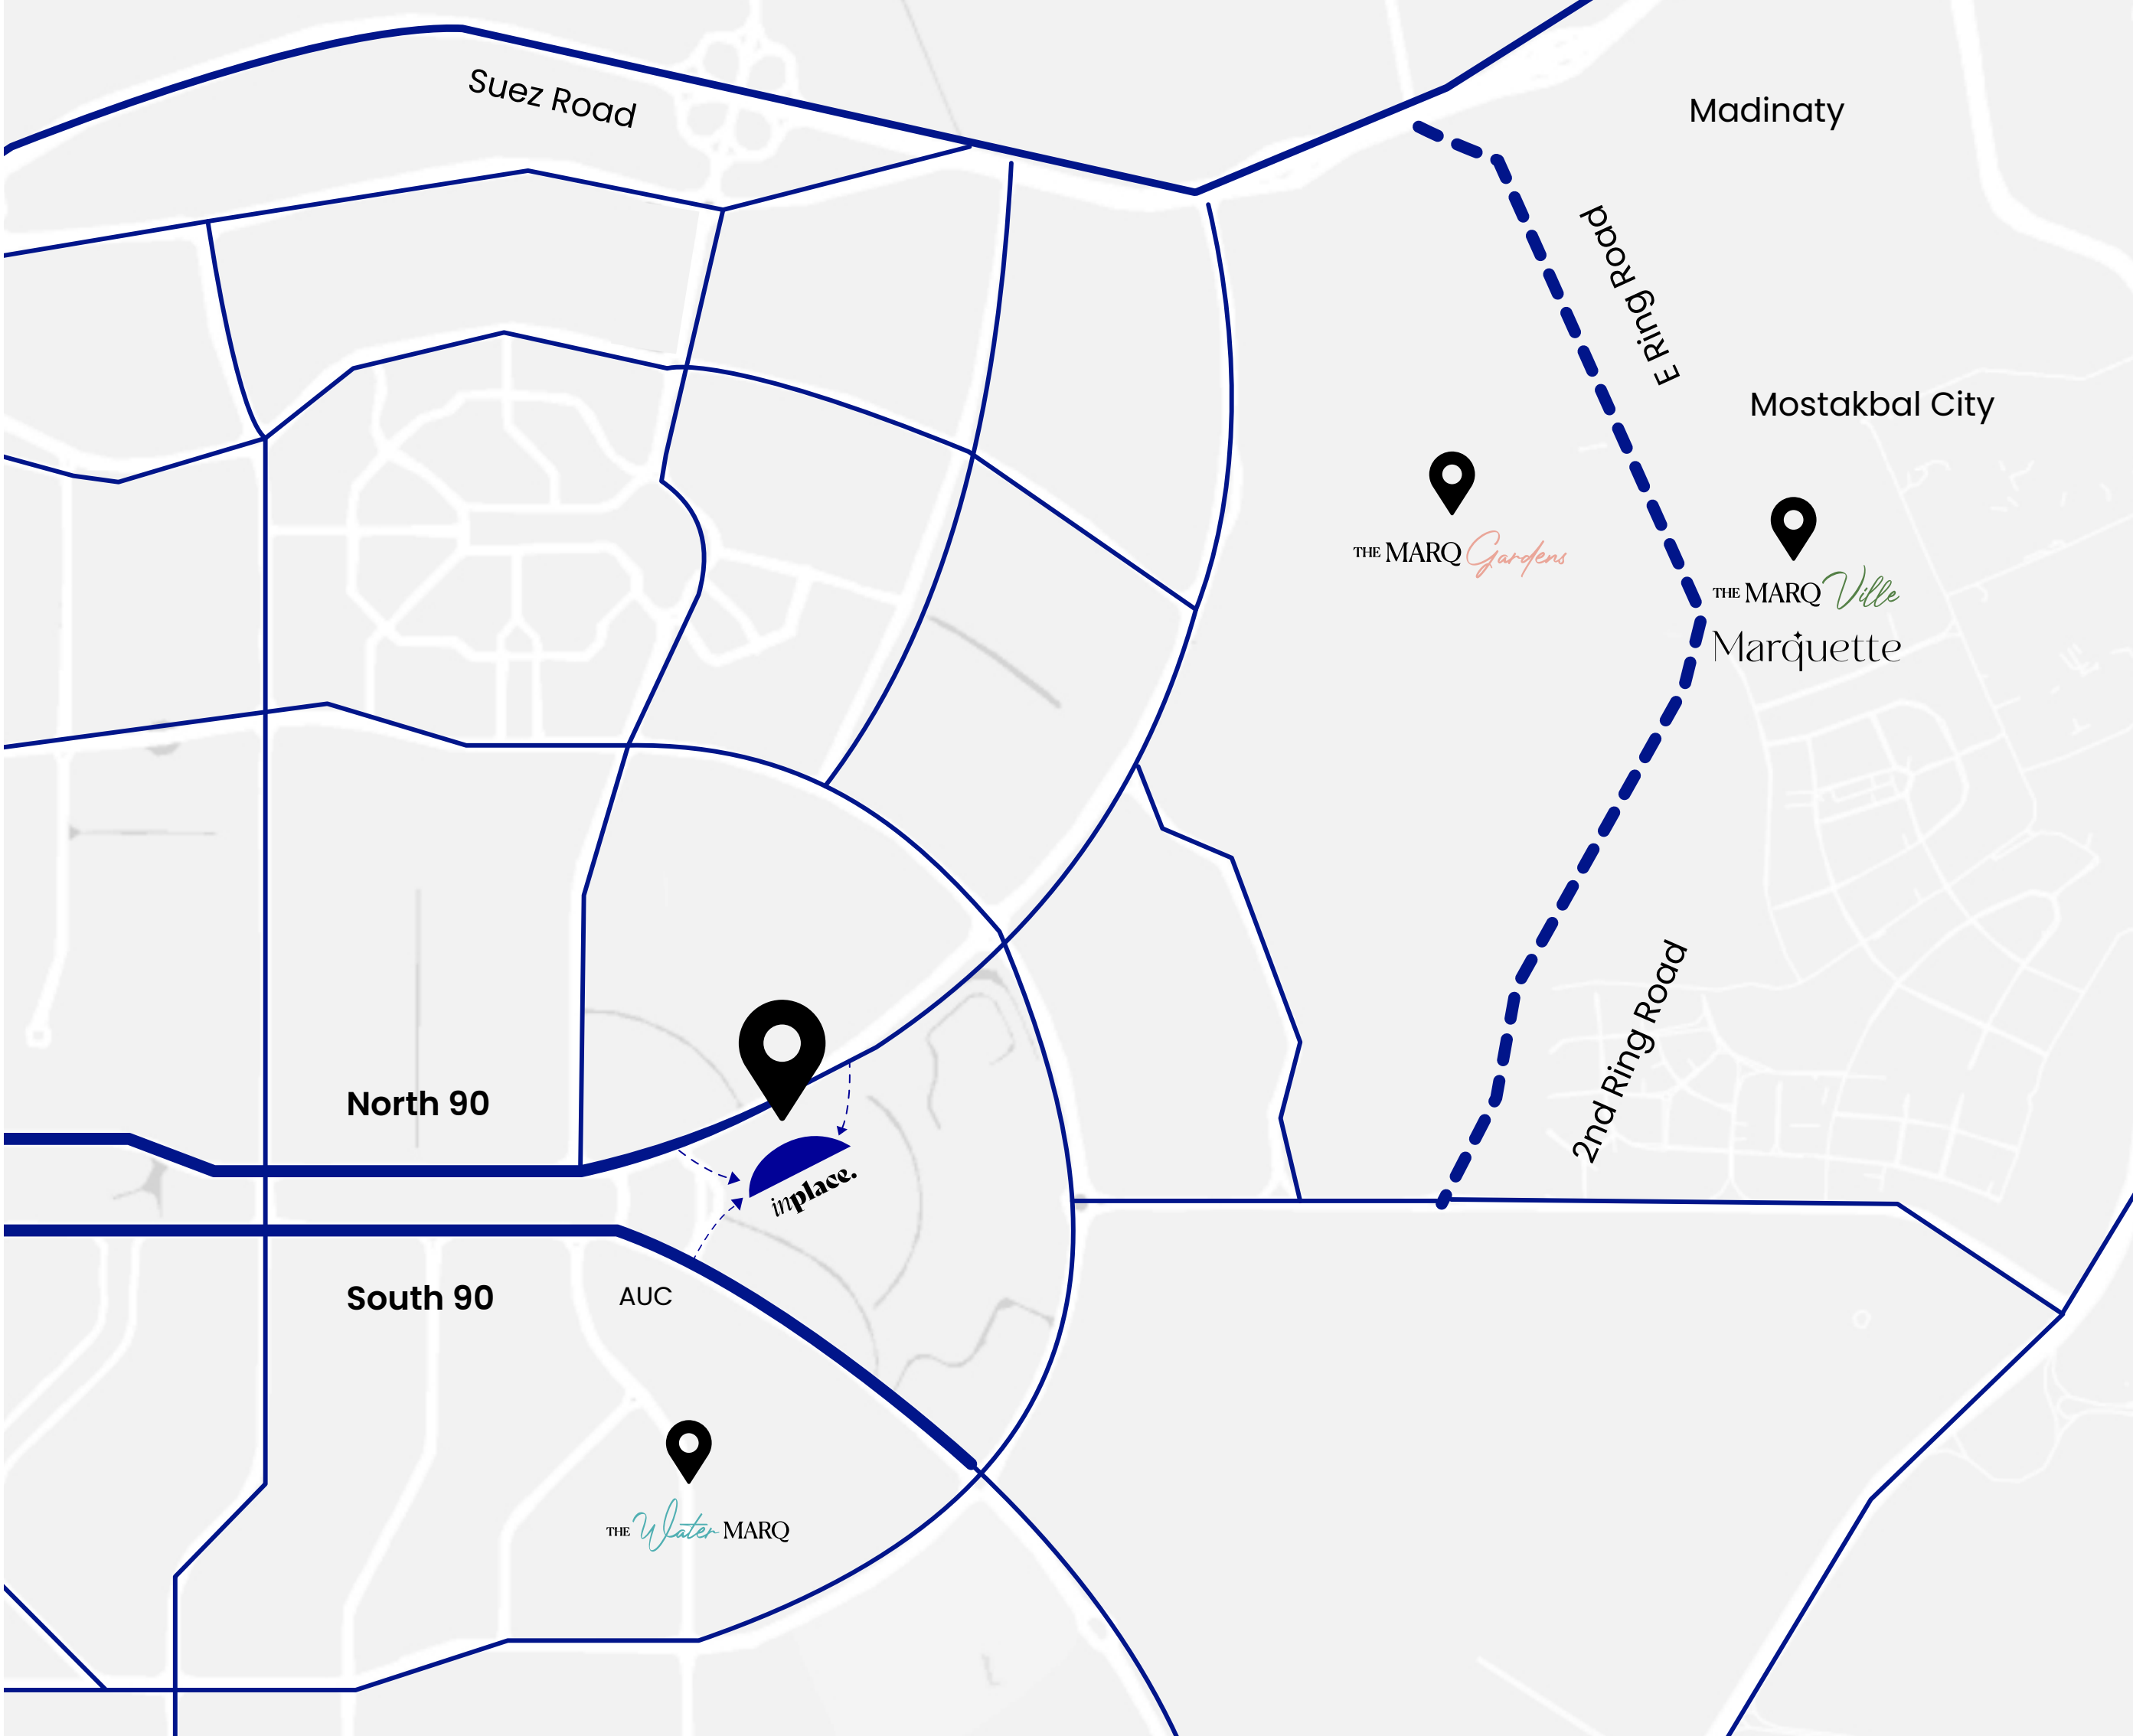 Suez Road
Madinaty
E Ring Road
Mostakbal City
THE MARQ Gardens
THE MARQ Ville
Marquette
2nd Ring Road
North 90
inplace.
South 90
AUC
THE Water MARQ